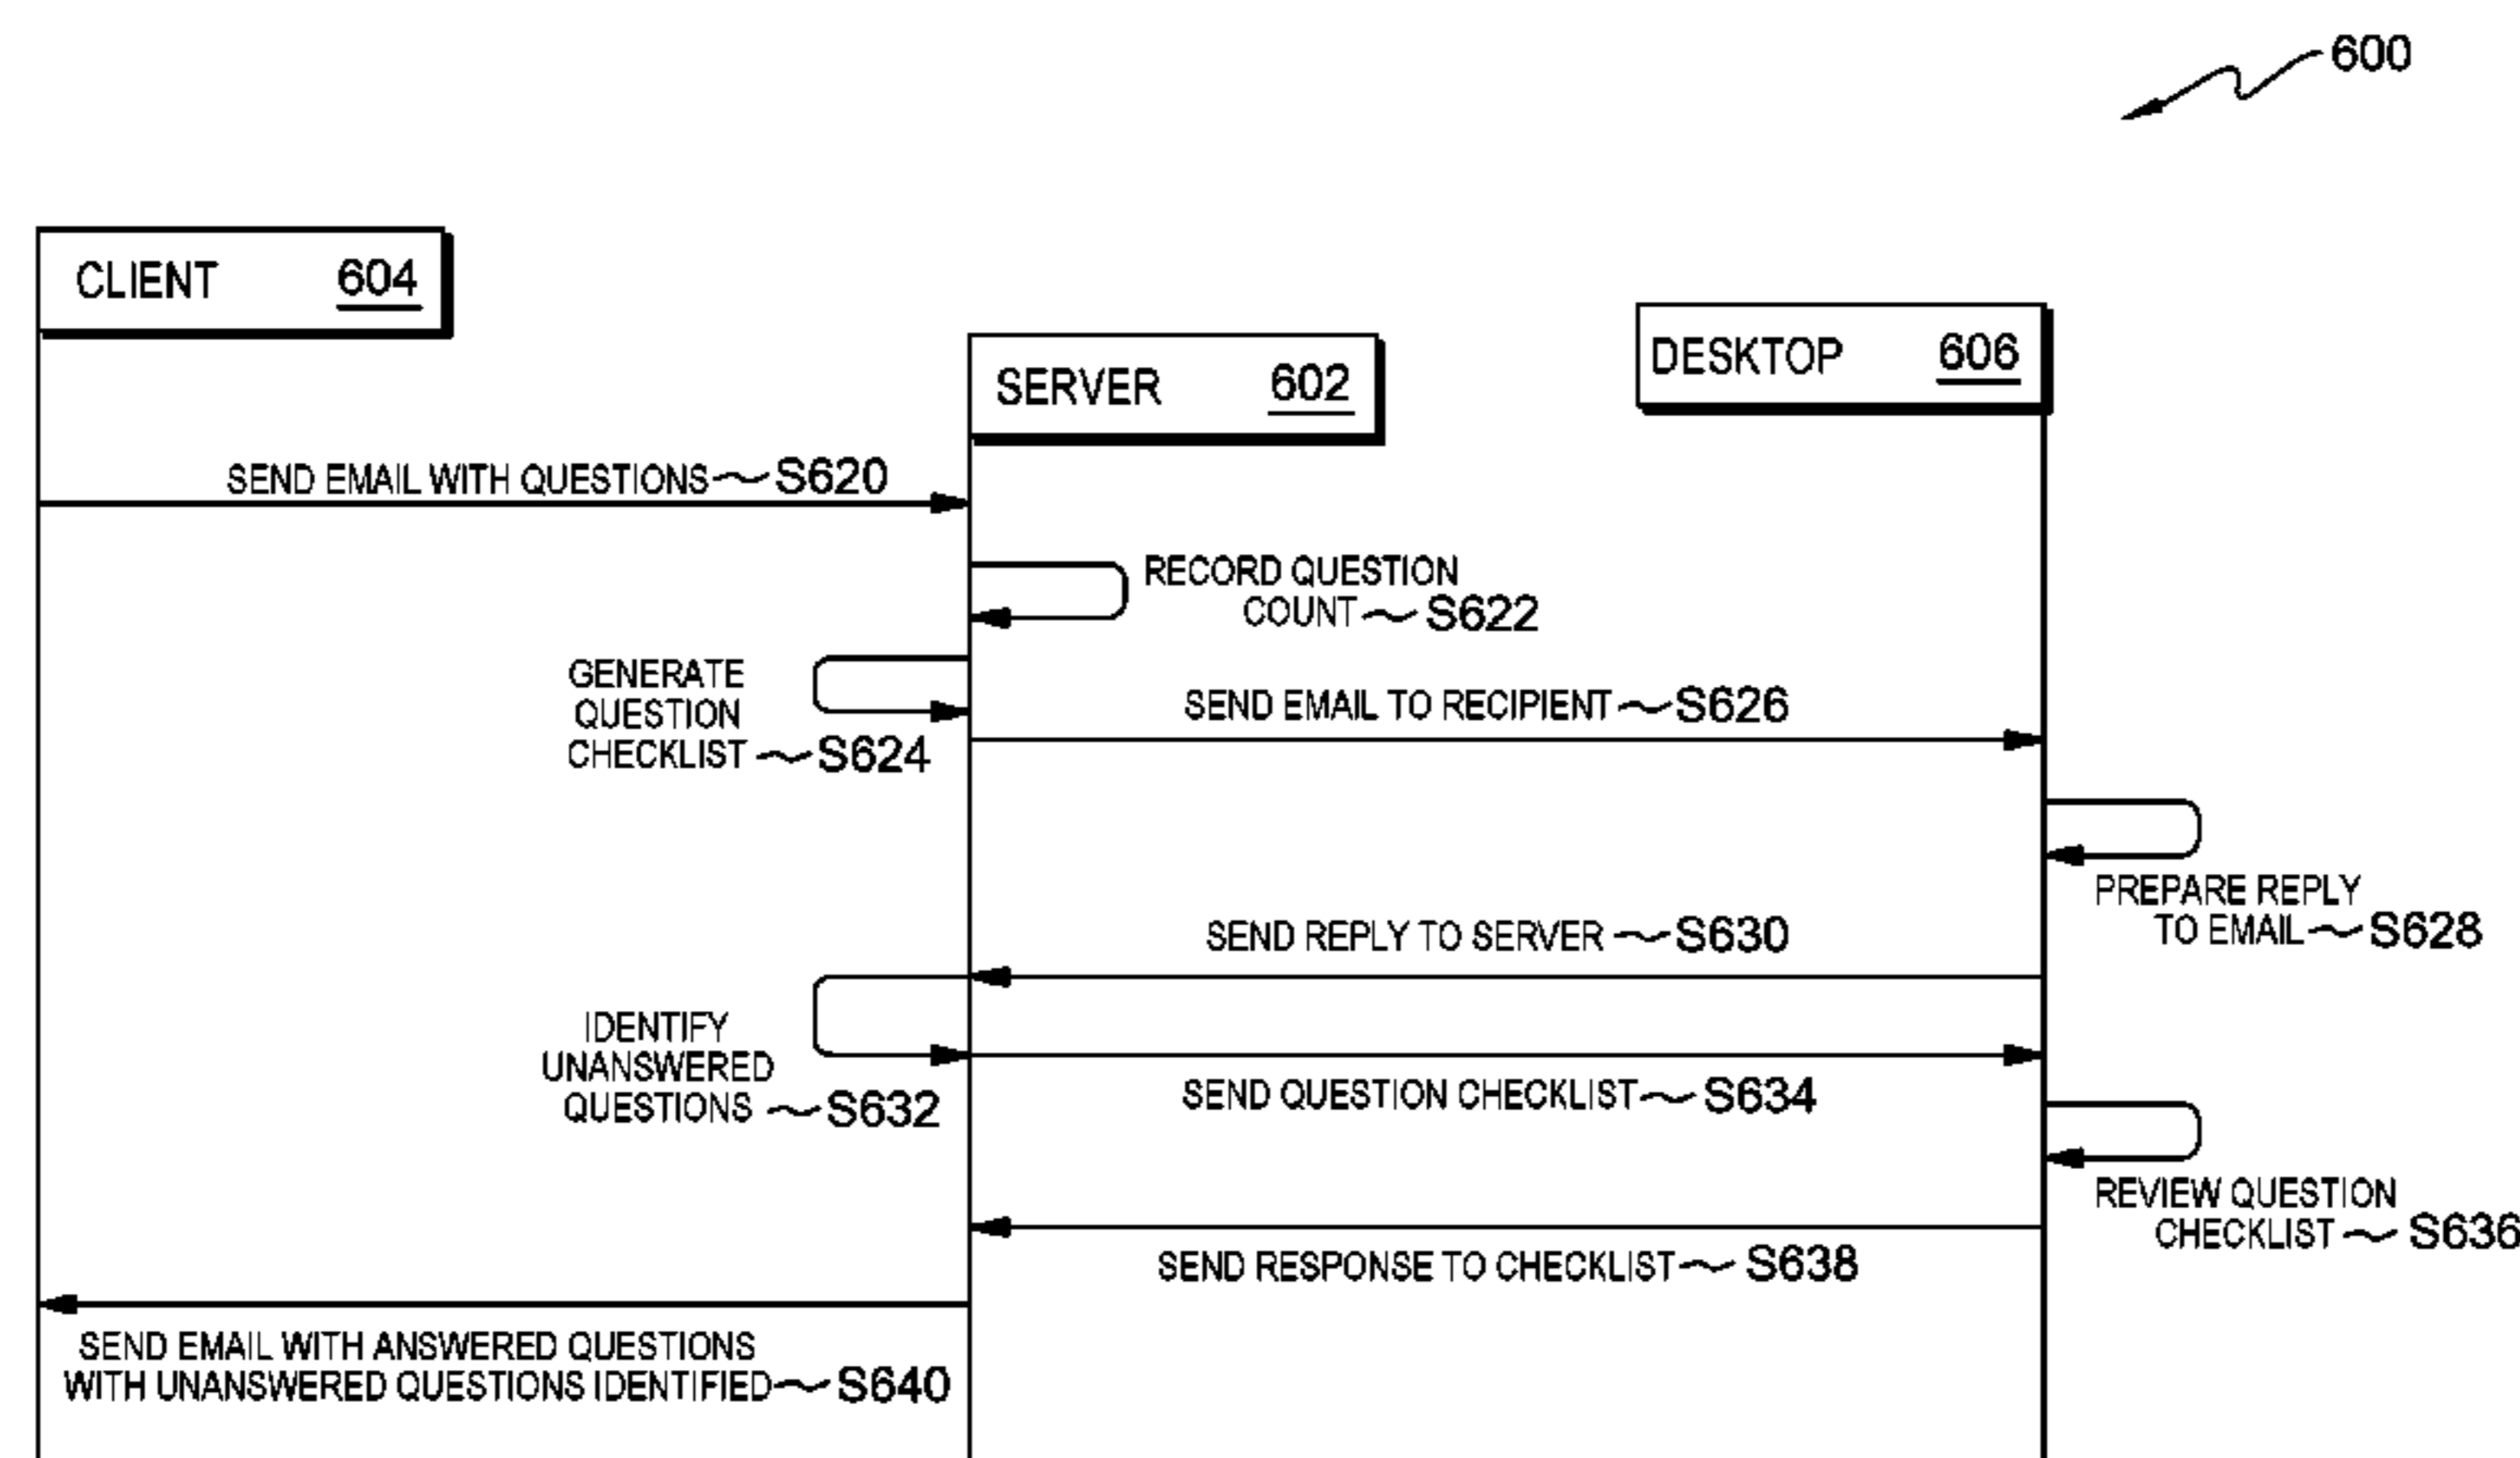 600
CLIENT 604
SERVER 602
DESKTOP 606
SEND EMAIL WITH QUESTIONS S620
RECORD QUESTION
COUNT S622
GENERATE
QUESTION
CHECKLIST S624
SEND EMAIL TO RECIPIENT S626
PREPARE REPLY
TO EMAIL S628
SEND REPLY TO SERVER S630
IDENTIFY
UNANSWERED
QUESTIONS S632
SEND QUESTION CHECKLIST S634
REVIEW QUESTION
CHECKLIST S636
SEND RESPONSE TO CHECKLIST S638
SEND EMAIL WITH ANSWERED QUESTIONS
WITH UNANSWERED QUESTIONS IDENTIFIED S640